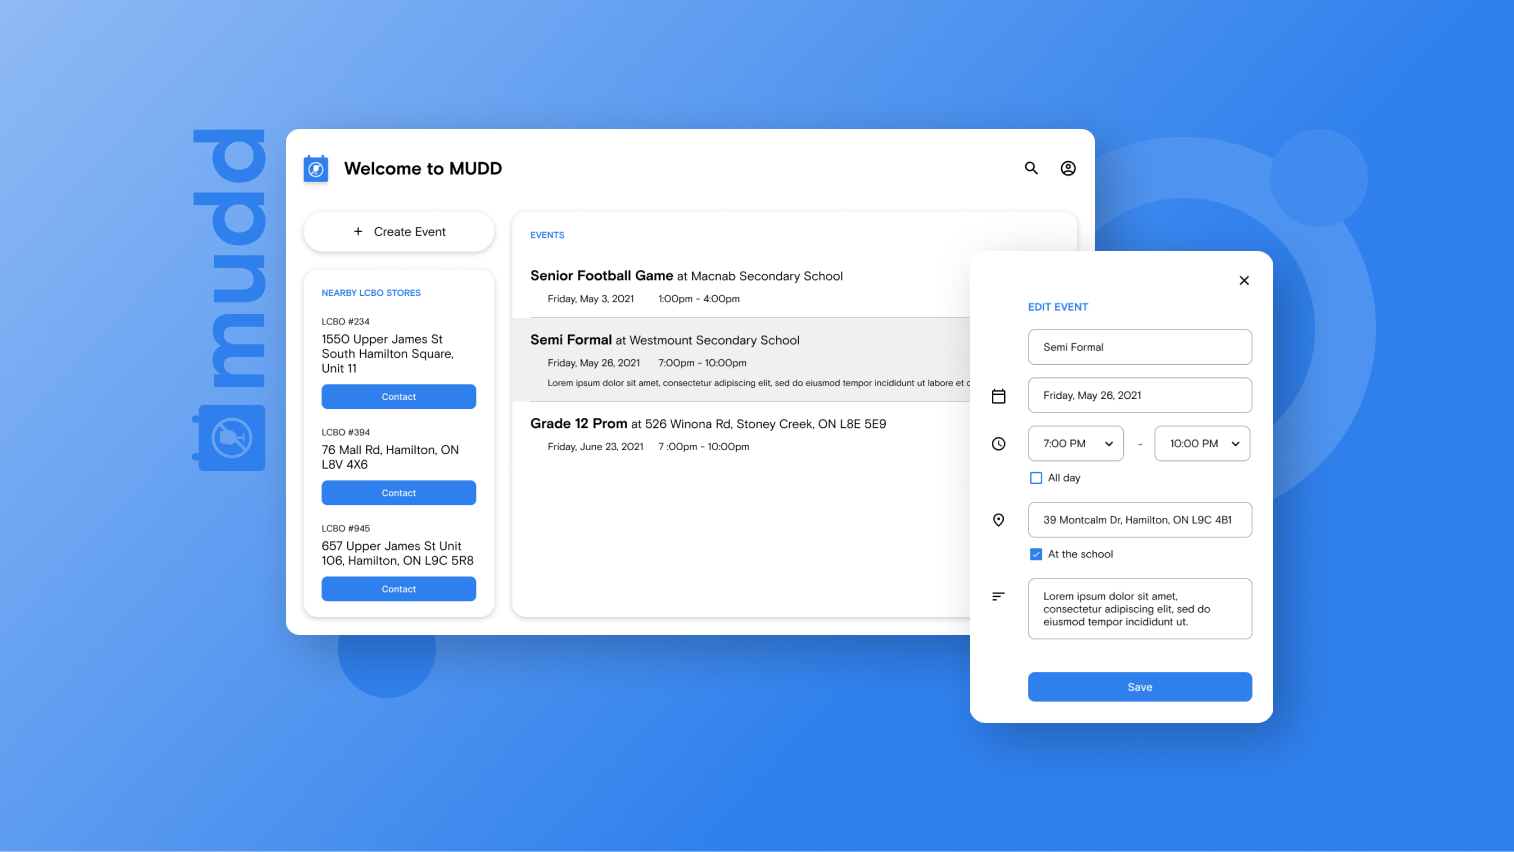 mudd
Welcome to MUDD
+ Create Event
NEARBY LCBO STORES
LCBO #234
1550 Upper James St
South Hamilton Square,
Unit 11
Contact
LCBO #394
76 Mall Rd, Hamilton, ON
L8V 4X6
Contact
LCBO #945
657 Upper James St Unit
106, Hamilton, ON L9C 5R8
Contact
EVENTS
Senior Football Game at Macnab Secondary School
Friday, May 3, 2021 1:00pm - 4:00pm
Semi Formal at Westmount Secondary School
Friday, May 26, 2021 7:00pm - 10:00pm
Lorem ipsum dolor sit amet, consectetur adipiscing elit, sed do eiusmod tempor incididunt ut labore et
Grade 12 Prom at 526 Winona Rd, Stoney Creek, ON L8E 5E9
Friday, June 23, 2021 7 :00pm - 10:00pm
EDIT EVENT
Semi Formal
Friday, May 26, 2021
7:00 PM - 10:00 PM
All day
39 Montcalm Dr, Hamilton, ON L9C 4B1
At the school
Lorem ipsum dolor sit amet,
consectetur adipiscing elit, sed do
eiusmod tempor incididunt ut.
Save